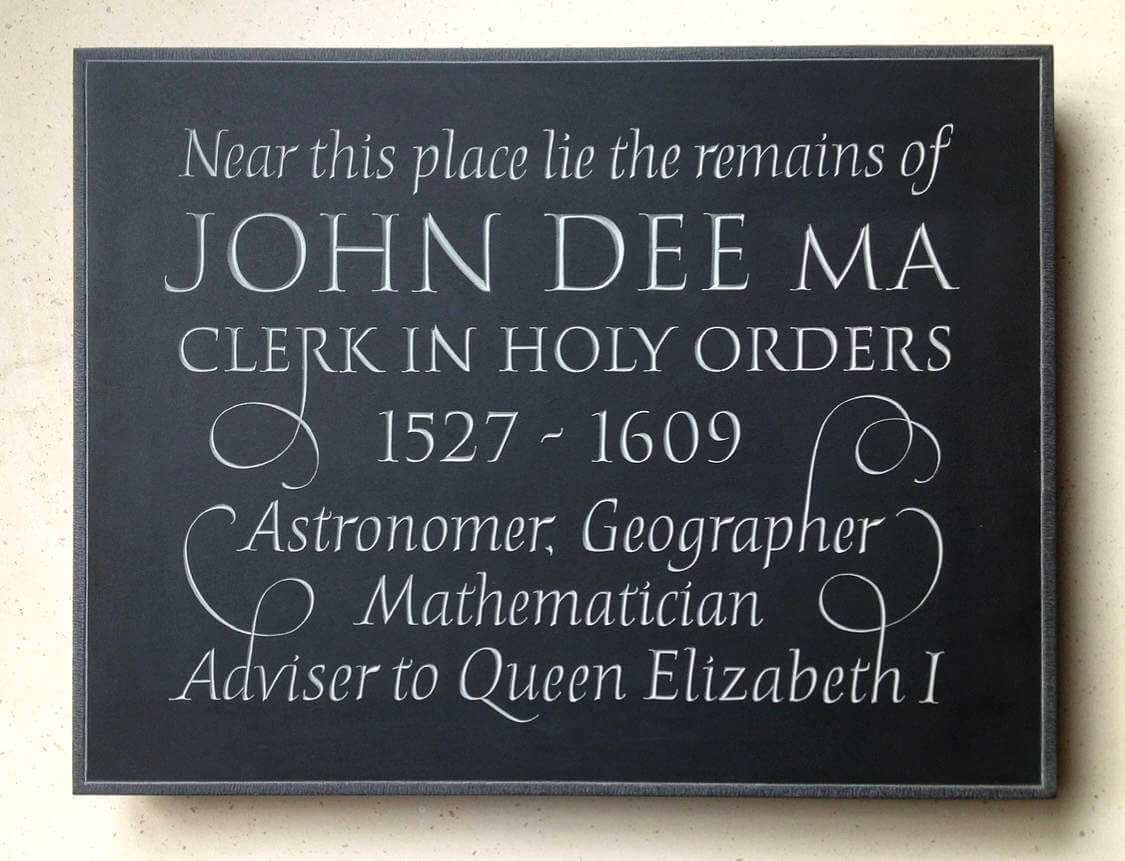 Near this place lie the remains of
JOHN DEE MA
CLERK IN HOLY ORDERS
1527 - 1609
Astronomer, Geographer
Mathematician
Adviser to Queen Elizabeth I